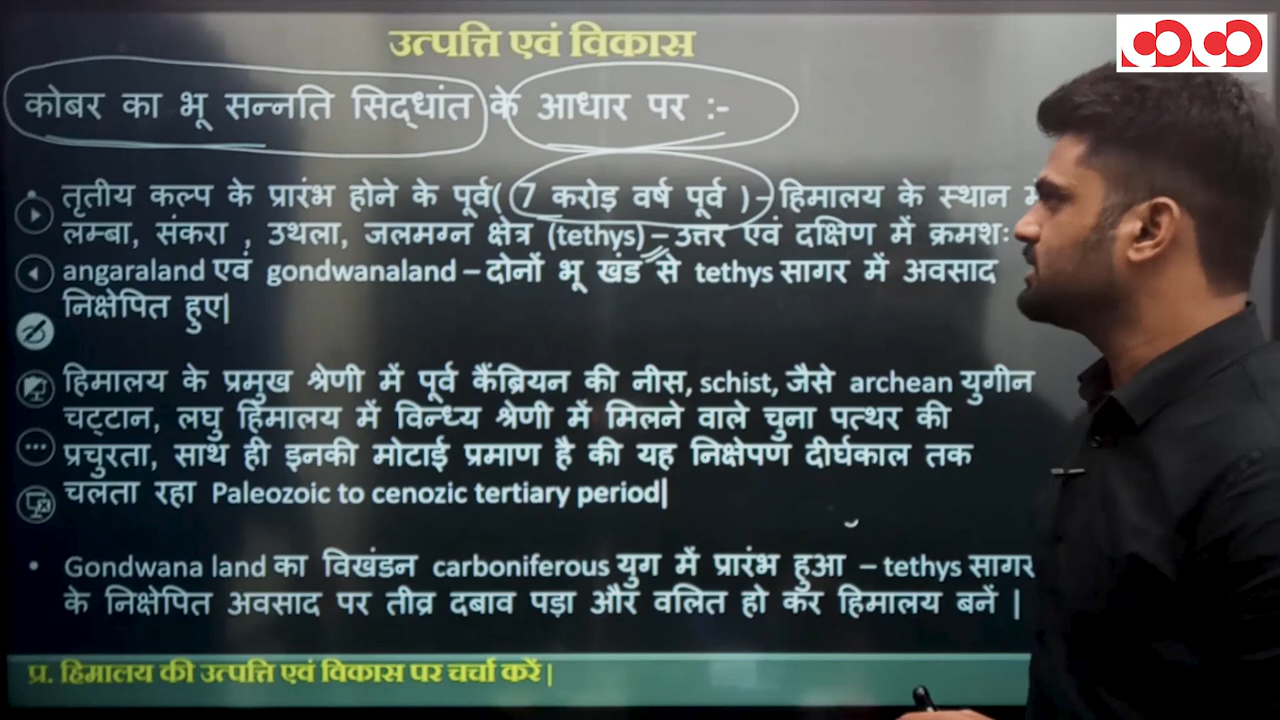 उत्पत्ति एवं विकास
कोबर का भू सन्नति सिद्धांत के आधार पर :-
तृतीय कल्प के प्रारंभ होने के पूर्व( 7 करोड़ वर्ष पूर्व )–हिमालय के स्थान
लम्बा, संकरा , उथला, जलमग्न क्षेत्र (tethys)–उत्तर एवं दक्षिण में क्रमशः
angaraland एवं gondwanaland – दोनों भू खंड से tethys सागर में अवसाद
निक्षेपित हुए|
हिमालय के प्रमुख श्रेणी में पूर्व कैंब्रियन की नीस, schist, जैसे archean युगीन
चट्टान, लघु हिमालय में विन्ध्य श्रेणी में मिलने वाले चुना पत्थर की
प्रचुरता, साथ ही इनकी मोटाई प्रमाण है की यह निक्षेपण दीर्घकाल तक
चलता रहा Paleozoic to cenozic tertiary period|
• Gondwana land का विखंडन carboniferous युग में प्रारंभ हुआ – tethys सागर
के निक्षेपित अवसाद पर तीव्र दबाव पड़ा और वलित हो कर हिमालय बनें |
प्र. हिमालय की उत्पत्ति एवं विकास पर चर्चा करें|